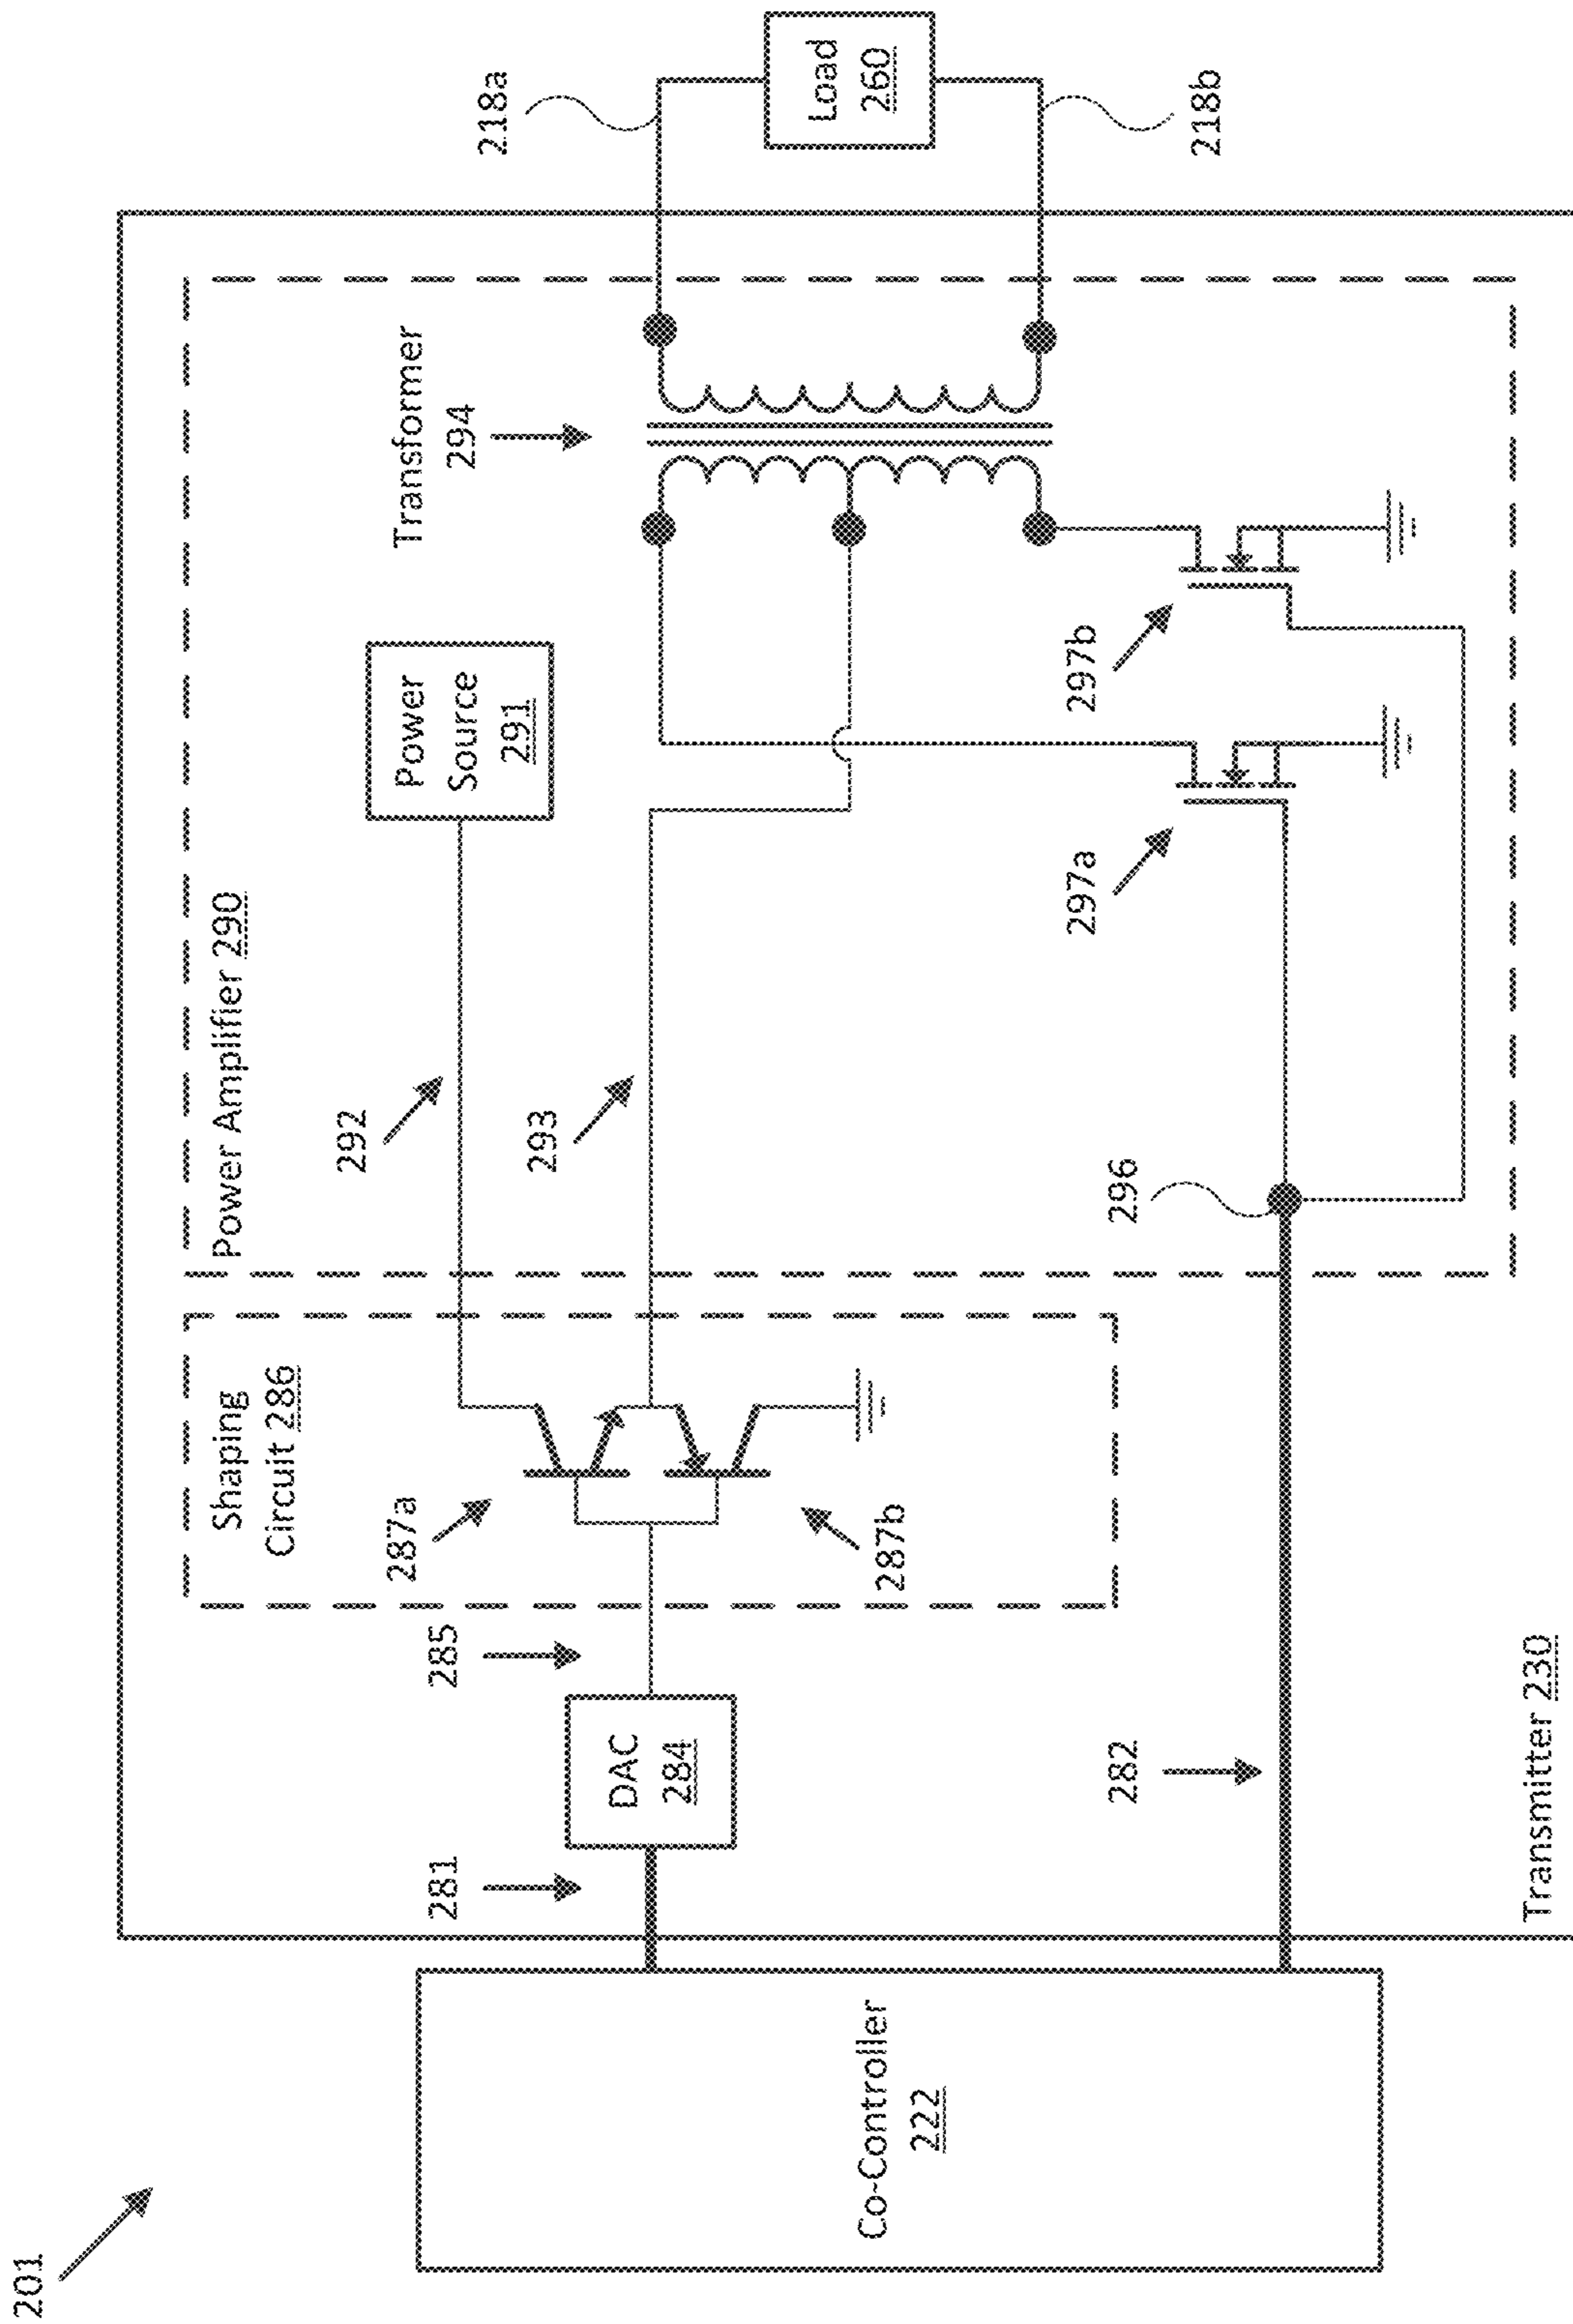 201
Co-Controller
222
Transmitter 230
281
DAC
284
285
282
Shaping
Circuit 286
287a
287b
Power Amplifier 290
292
293
296
Power
Source
291
297a
297b
Transformer
294
218a
Load
260
218b